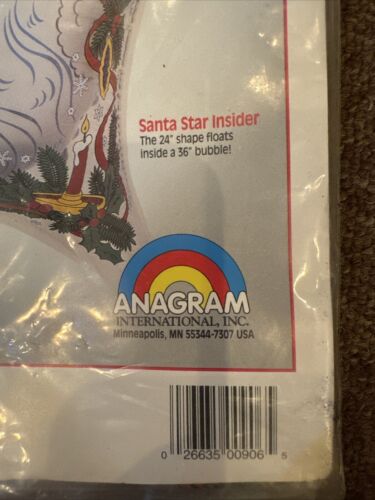 Santa Star Insider
The 24" shape floats
inside a 36" bubble!
ANAGRAM
INTERNATIONAL, INC.
Minneapolis, MN 55344-7307 USA
0 26635 00906 5